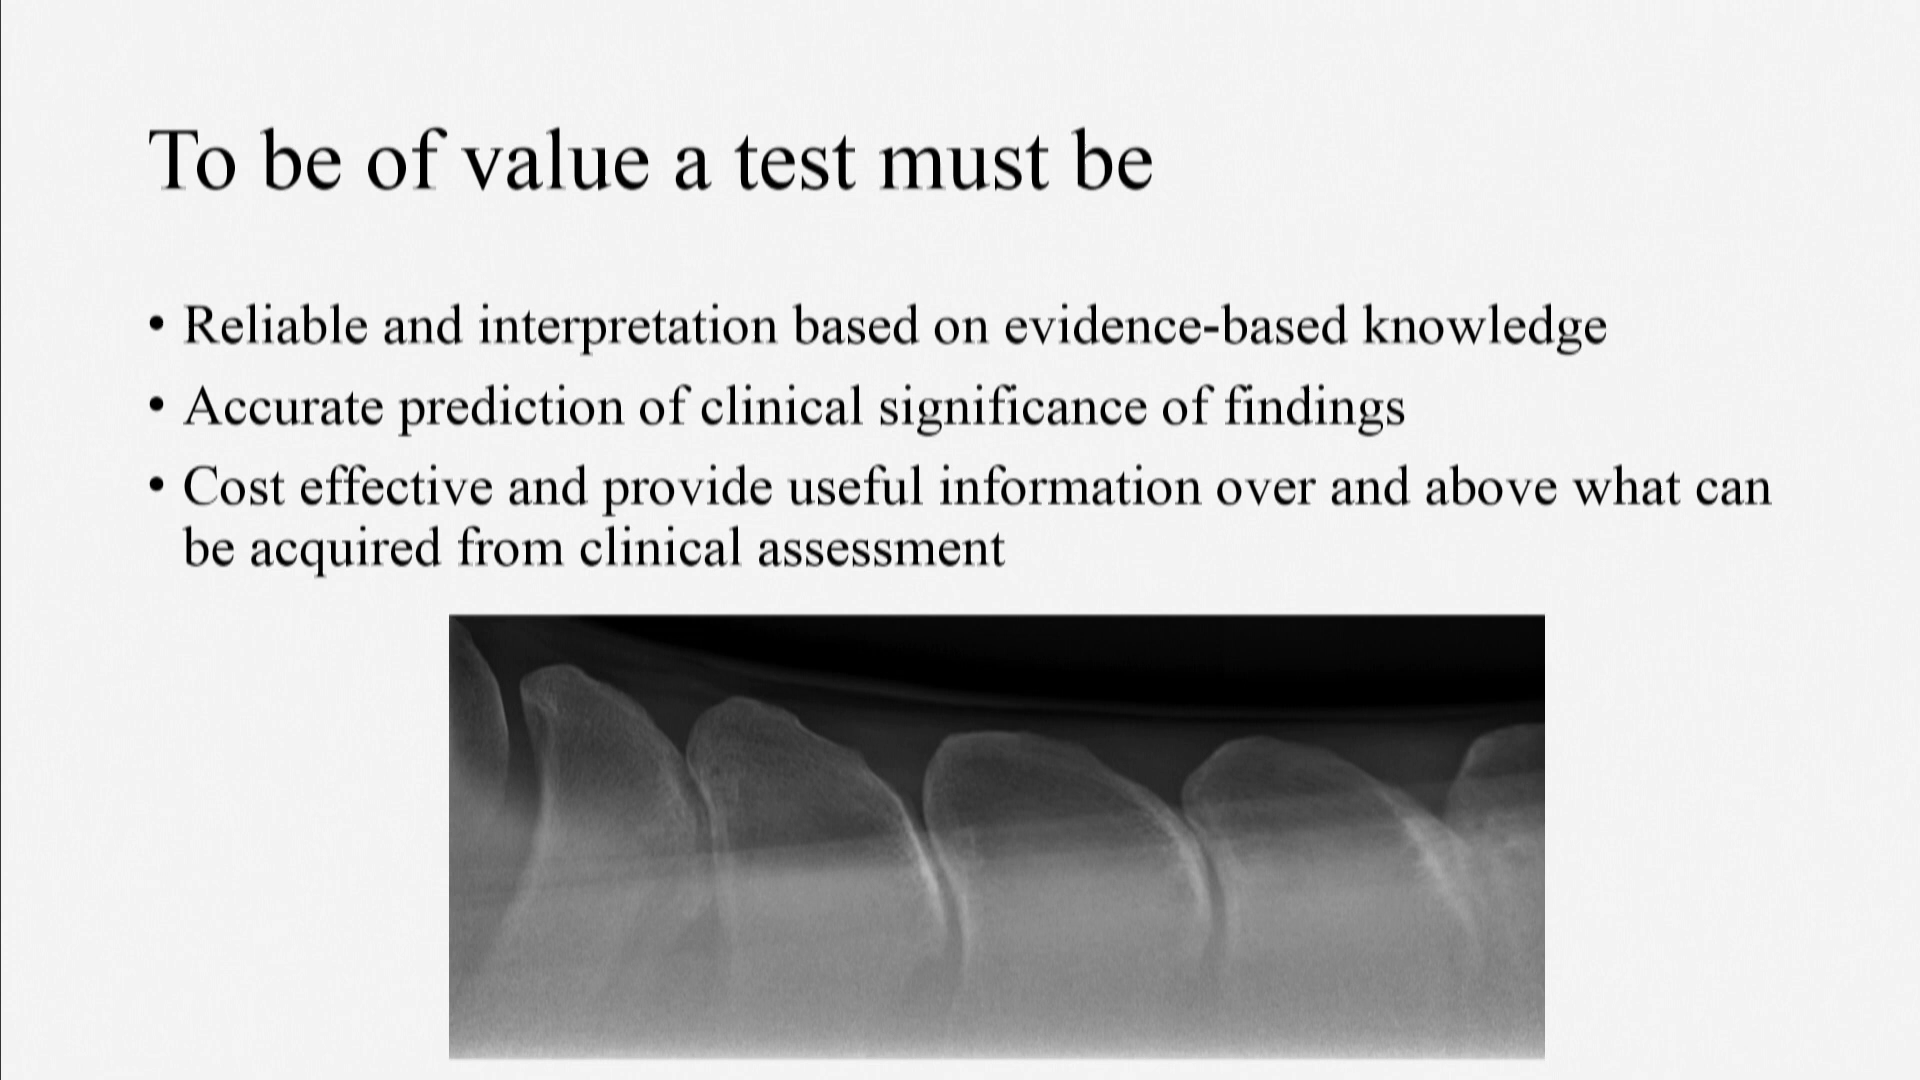 To be of value a test must be
• Reliable and interpretation based on evidence-based knowledge
• Accurate prediction of clinical significance of findings
• Cost effective and provide useful information over and above what can
be acquired from clinical assessment